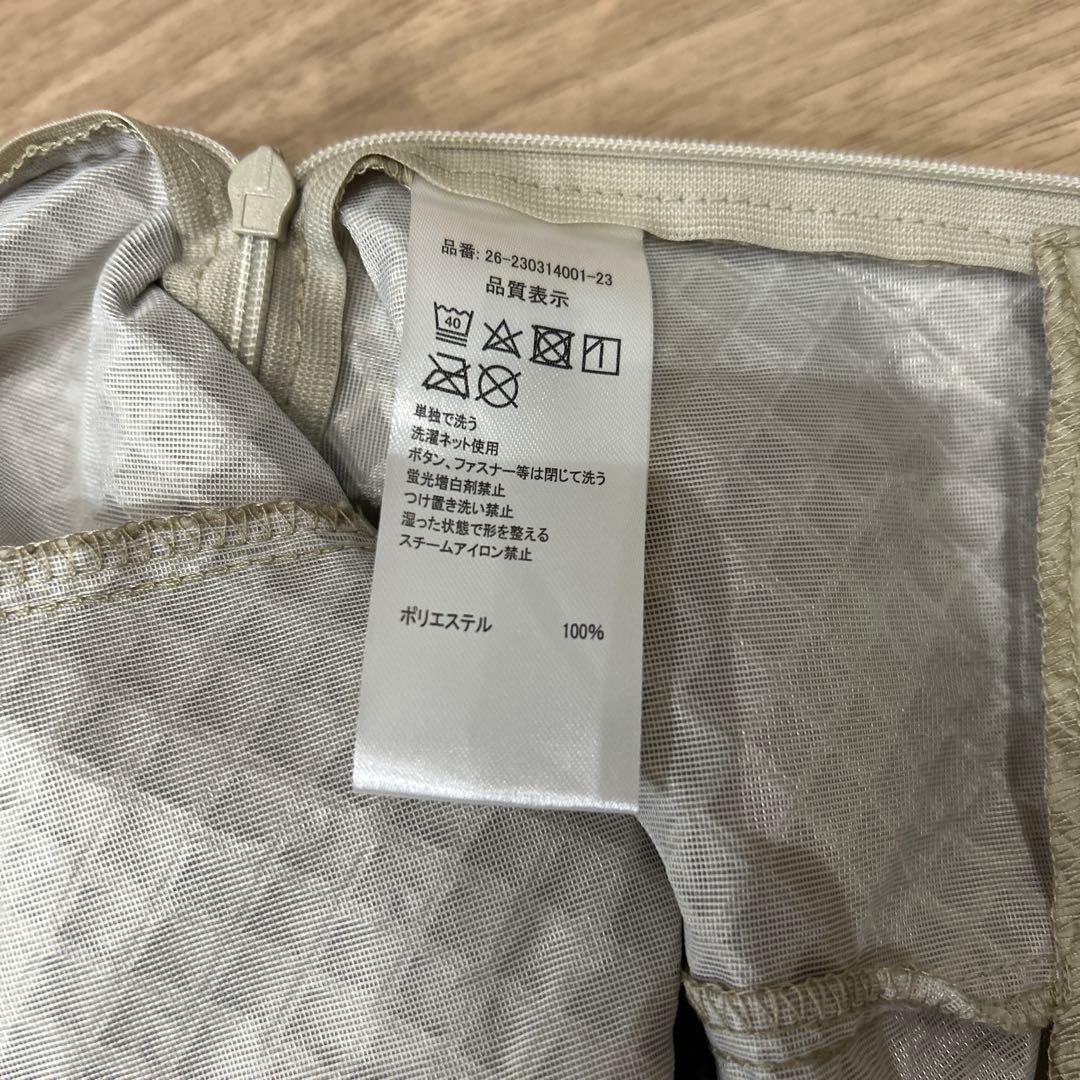 品番: 26-230314001-23
品質表示
40
単独で洗う
洗濯ネット使用
ボタン、ファスナー等は閉じて洗う
蛍光増白剤禁止
つけ置き洗い禁止
湿った状態で形を整える
スチームアイロン禁止
ポリエステル 100%